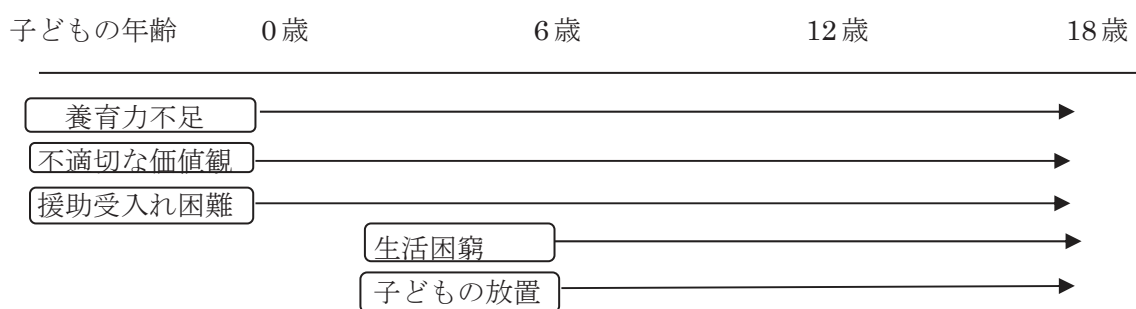 子どもの年齢 0歳 6歳 12歳 18歳
養育力不足
不適切な価値観
援助受入れ困難
生活困窮
子どもの放置